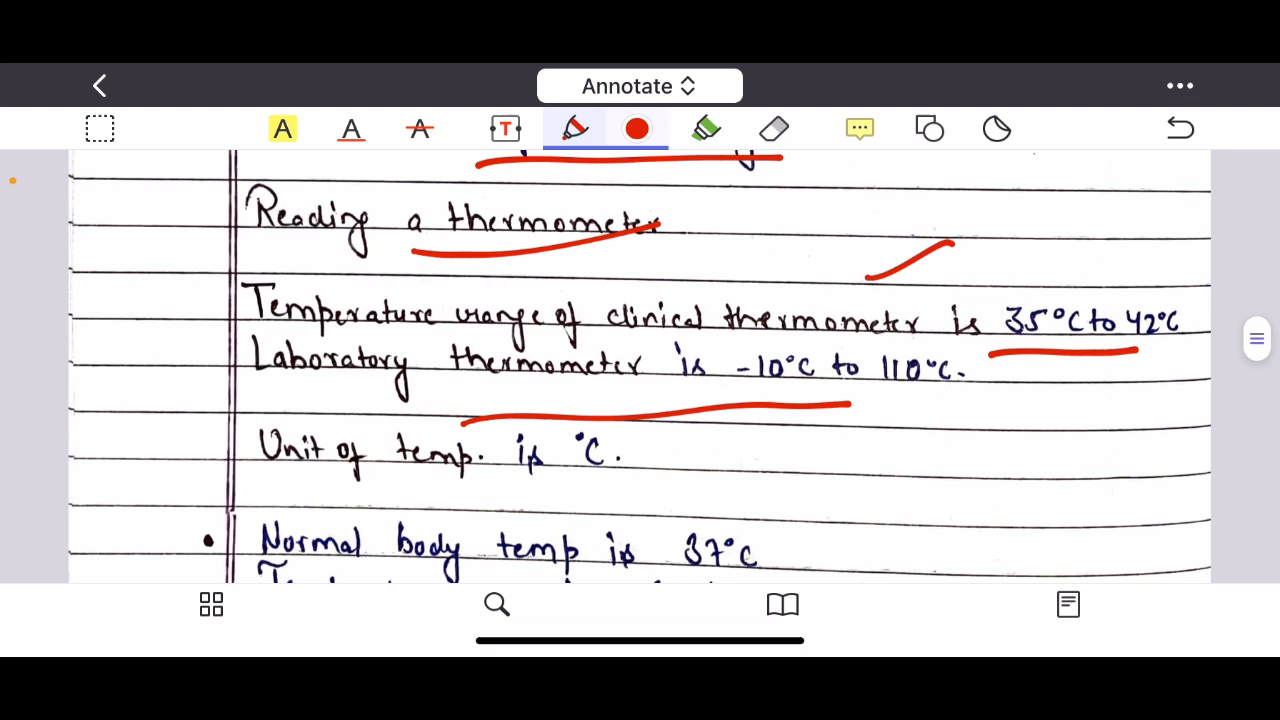 Annotate
Reading a thermometer
Temperature range of clinical thermometer is 35°C to 42°C
Laboratory thermometer is -10°C to 110°C.
Unit of temp. is °C.
• Normal body temp is 37°C